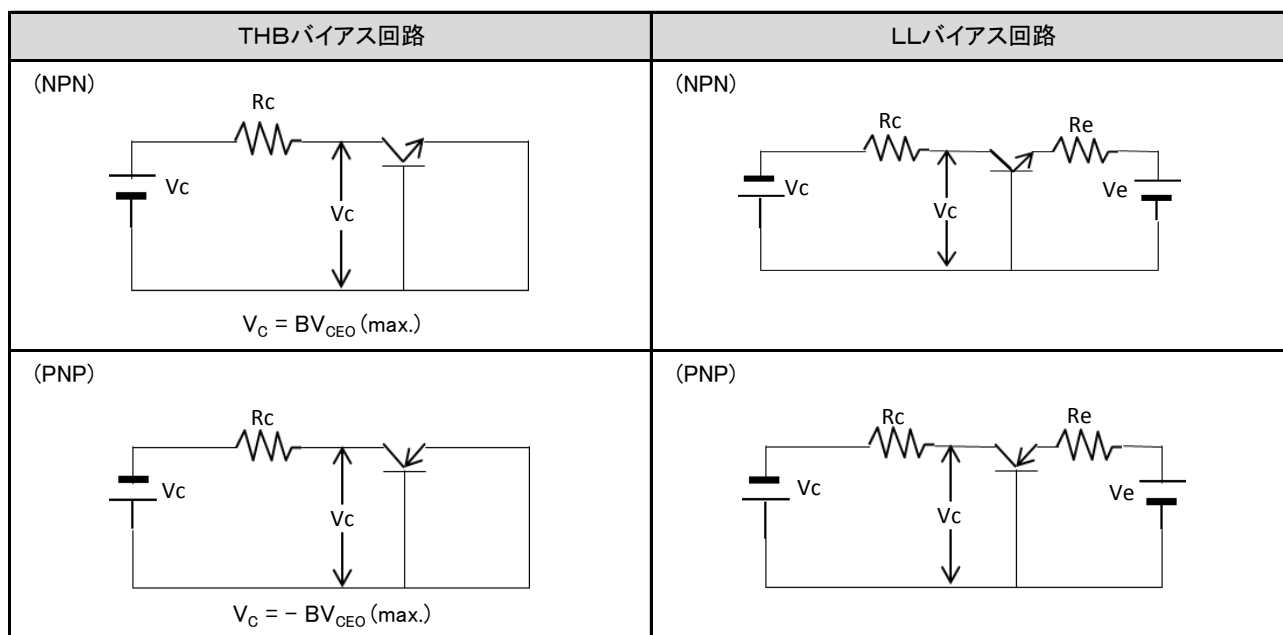 THBバイアス回路
LLバイアス回路
(NPN)
Rc
Vc
Vc
V_C = BV_CEO (max.)
(NPN)
Rc
Re
Vc
Vc
Ve
(PNP)
Rc
Vc
Vc
V_C = − BV_CEO (max.)
(PNP)
Rc
Re
Vc
Vc
Ve